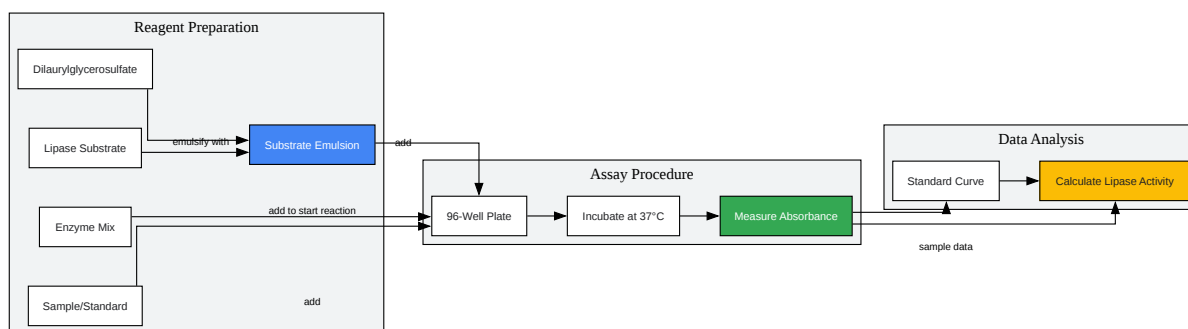 Reagent Preparation
Dilaurylglycerosulfate
Lipase Substrate
emulsify with
Substrate Emulsion
add
Enzyme Mix
add to start reaction
Sample/Standard
add
Assay Procedure
96-Well Plate
Incubate at 37°C
Measure Absorbance
Data Analysis
Standard Curve
Calculate Lipase Activity
sample data